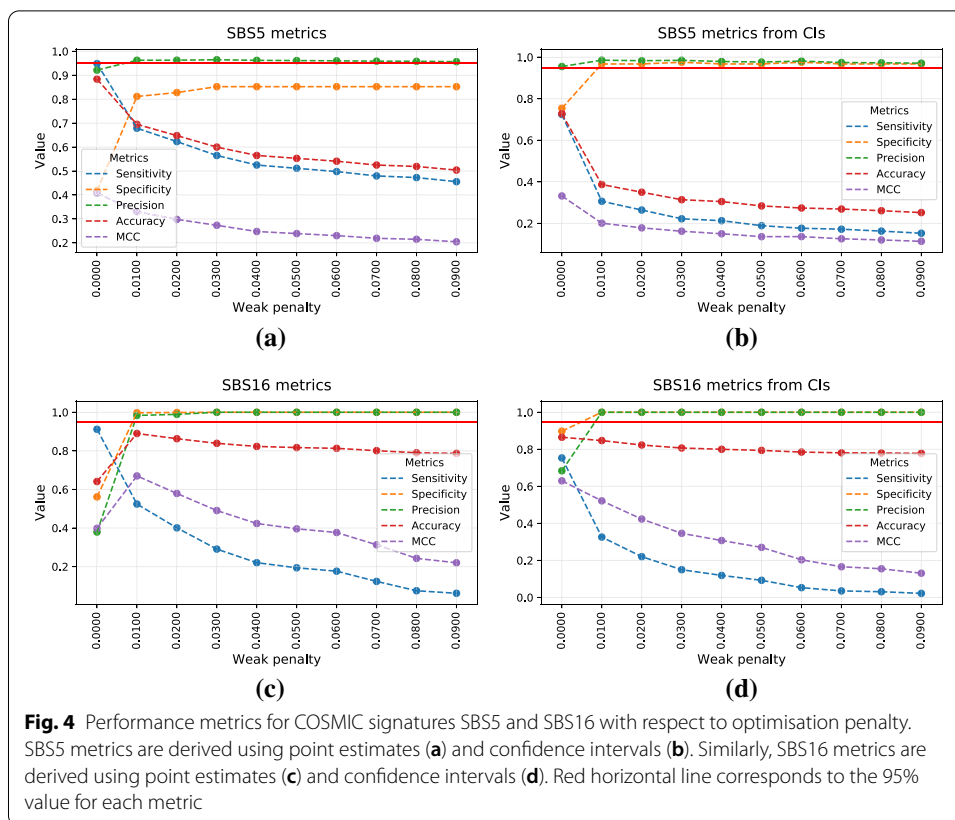 SBS5 metrics
1.0
0.9
0.8
0.7
0.6
0.5
0.4
0.3
0.2
Value
Metrics
Sensitivity
Specificity
Precision
Accuracy
MCC
0.0000
0.0100
0.0200
0.0300
0.0400
0.0500
0.0600
0.0700
0.0800
0.0900
Weak penalty
(a)
SBS5 metrics from CIs
1.0
0.8
0.6
0.4
0.2
Value
Metrics
Sensitivity
Specificity
Precision
Accuracy
MCC
0.0000
0.0100
0.0200
0.0300
0.0400
0.0500
0.0600
0.0700
0.0800
0.0900
Weak penalty
(b)
SBS16 metrics
1.0
0.8
0.6
0.4
0.2
Value
Metrics
Sensitivity
Specificity
Precision
Accuracy
MCC
0.0000
0.0100
0.0200
0.0300
0.0400
0.0500
0.0600
0.0700
0.0800
0.0900
Weak penalty
(c)
SBS16 metrics from CIs
1.0
0.8
0.6
0.4
0.2
0.0
Value
Metrics
Sensitivity
Specificity
Precision
Accuracy
MCC
0.0000
0.0100
0.0200
0.0300
0.0400
0.0500
0.0600
0.0700
0.0800
0.0900
Weak penalty
(d)
Fig. 4 Performance metrics for COSMIC signatures SBS5 and SBS16 with respect to optimisation penalty.
SBS5 metrics are derived using point estimates (a) and confidence intervals (b). Similarly, SBS16 metrics are
derived using point estimates (c) and confidence intervals (d). Red horizontal line corresponds to the 95%
value for each metric